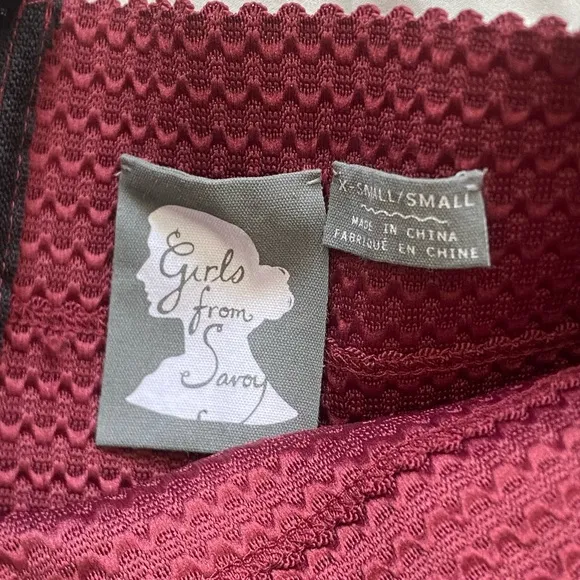 Girls
from
Savoy
X-SMALL/SMALL
MADE IN CHINA
FABRIQUÉ EN CHINE